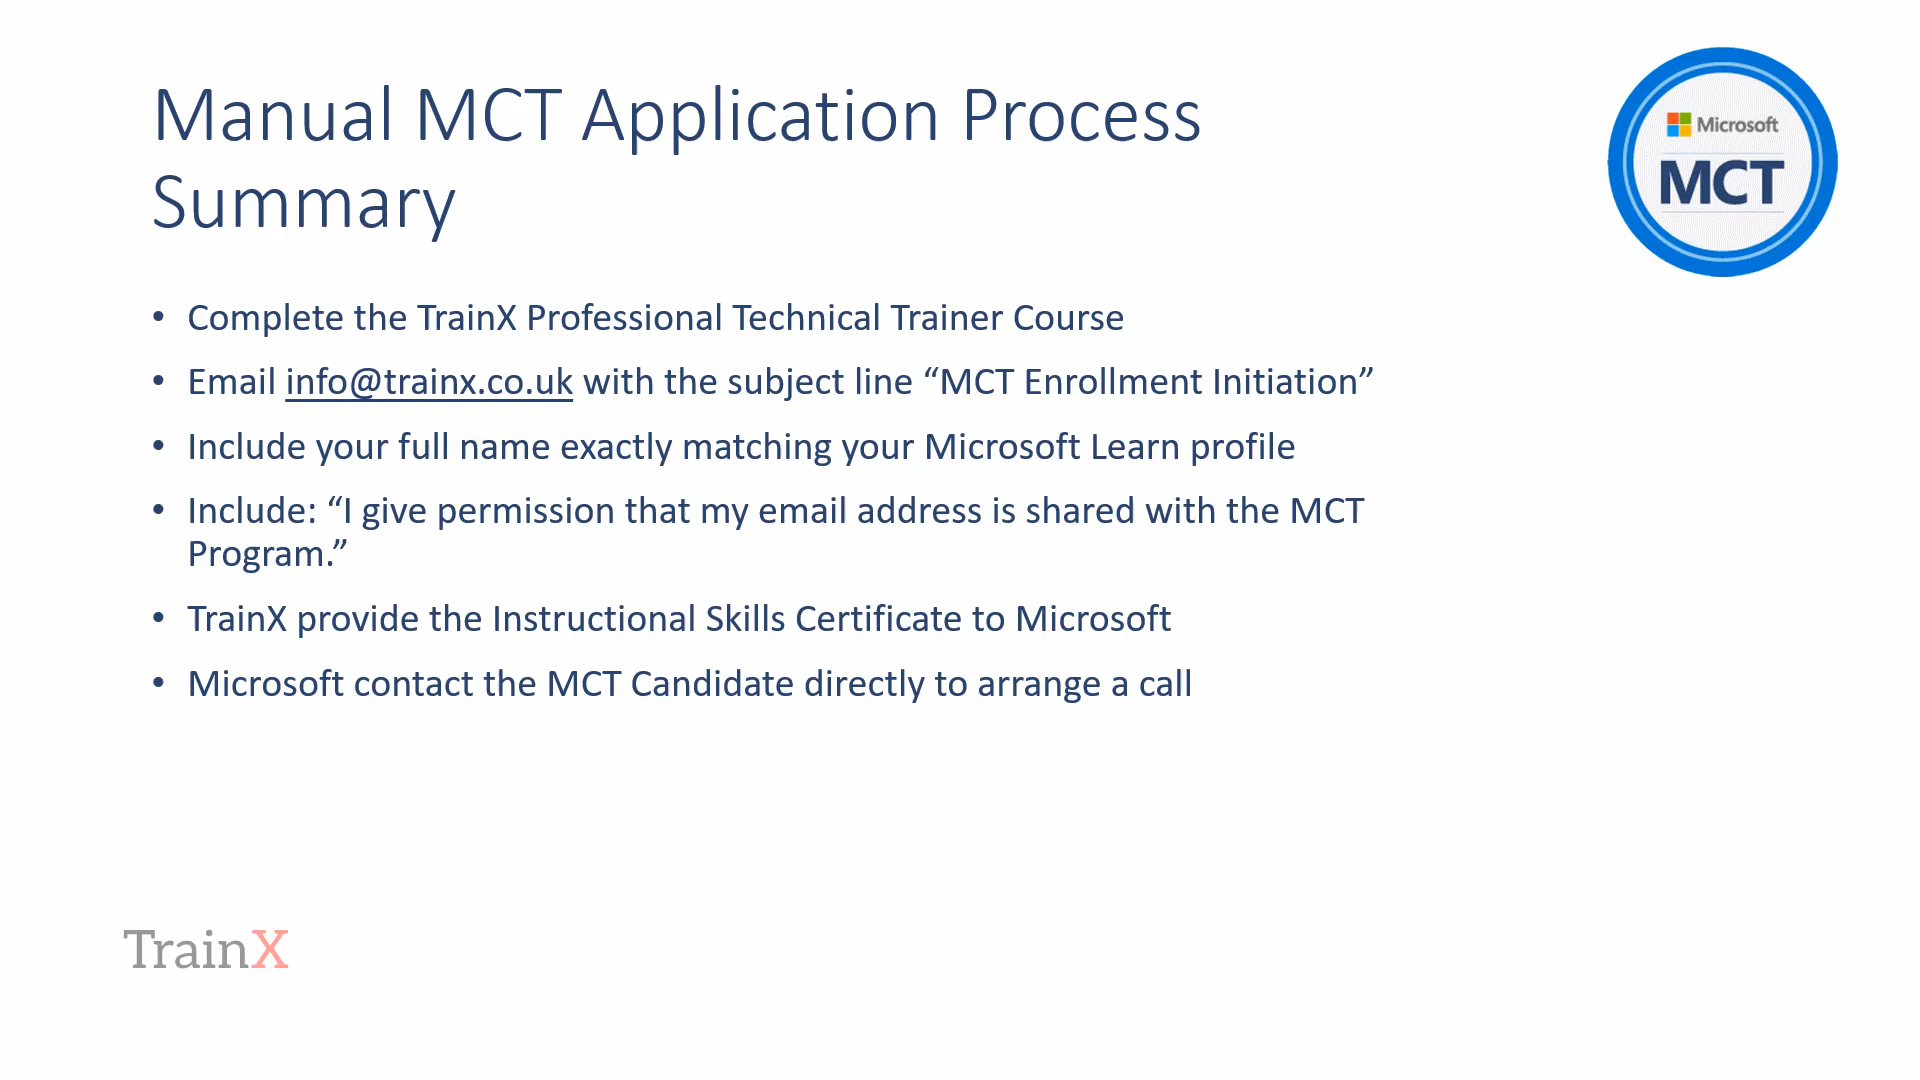 Manual MCT Application Process
Summary
Microsoft
MCT
• Complete the TrainX Professional Technical Trainer Course
• Email info@trainx.co.uk with the subject line “MCT Enrollment Initiation”
• Include your full name exactly matching your Microsoft Learn profile
• Include: “I give permission that my email address is shared with the MCT
Program.”
• TrainX provide the Instructional Skills Certificate to Microsoft
• Microsoft contact the MCT Candidate directly to arrange a call
TrainX